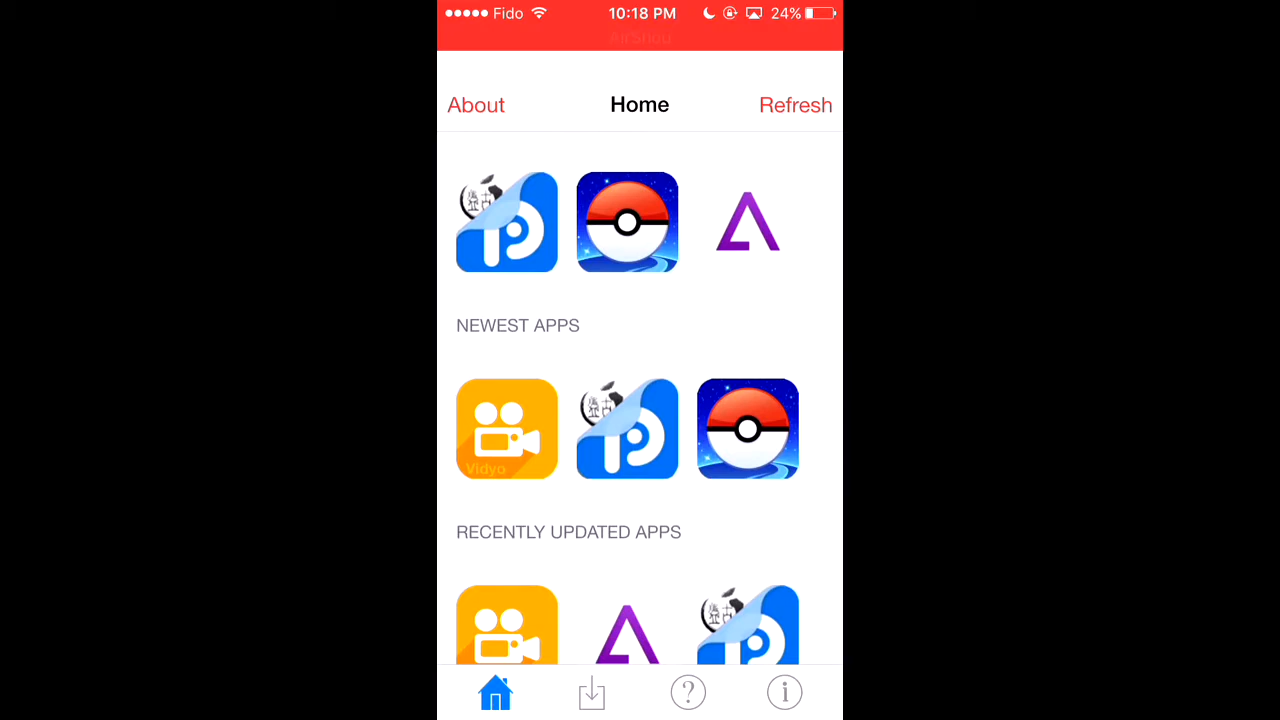 Fido 10:18 PM 24%
About Home Refresh
NEWEST APPS
Vidyo
RECENTLY UPDATED APPS
?
i